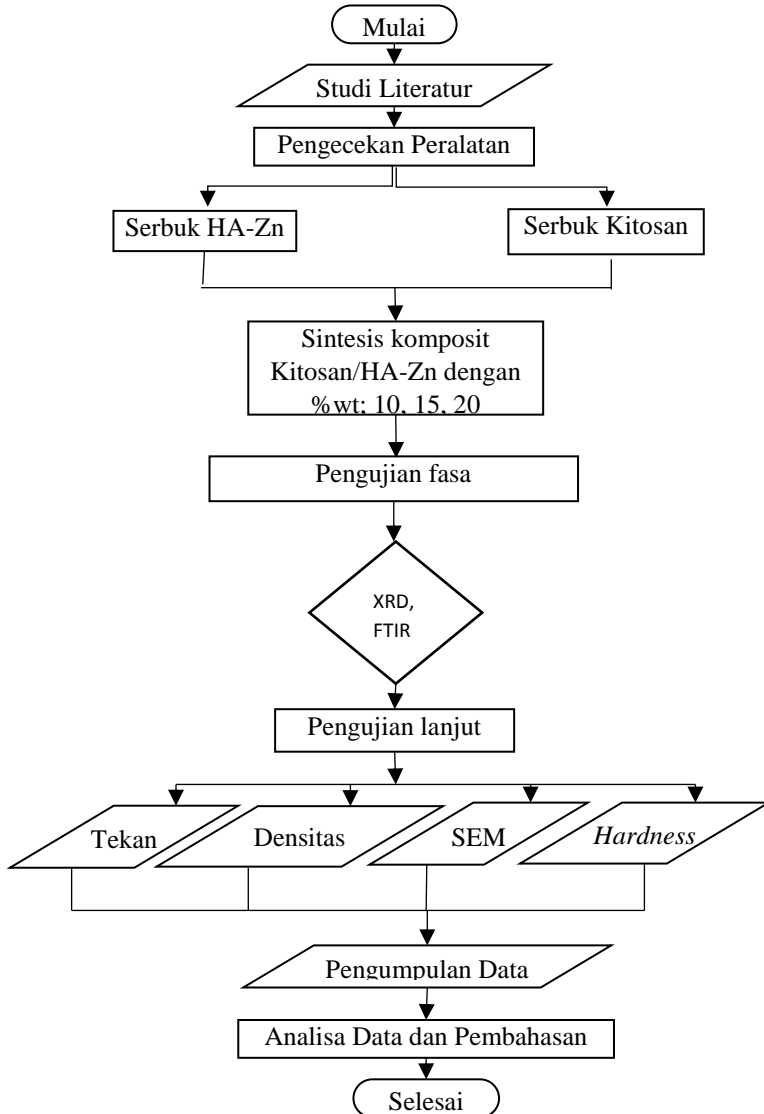 Mulai
Studi Literatur
Pengecekan Peralatan
Serbuk HA-Zn
Serbuk Kitosan
Sintesis komposit
Kitosan/HA-Zn dengan
%wt; 10, 15, 20
Pengujian fasa
XRD,
FTIR
Pengujian lanjut
Tekan
Densitas
SEM
Hardness
Pengumpulan Data
Analisa Data dan Pembahasan
Selesai